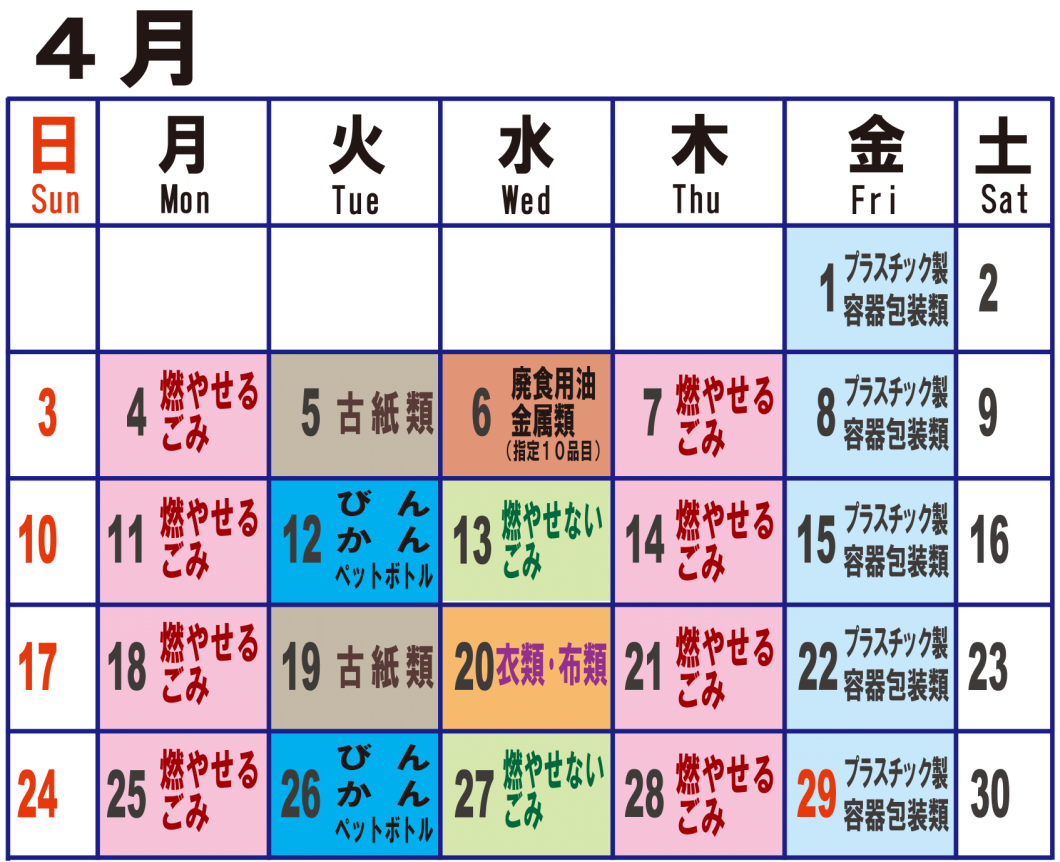 4月
日 月 火 水 木 金 土
Sun Mon Tue Wed Thu Fri Sat
1 プラスチック製
容器包装類
2
3
4 燃やせる
ごみ
5 古紙類
6 廃食用油
金属類
(指定10品目)
7 燃やせる
ごみ
8 プラスチック製
容器包装類
9
10
11 燃やせる
ごみ
12 びん
かん
ペットボトル
13 燃やせない
ごみ
14 燃やせる
ごみ
15 プラスチック製
容器包装類
16
17
18 燃やせる
ごみ
19 古紙類
20 衣類・布類
21 燃やせる
ごみ
22 プラスチック製
容器包装類
23
24
25 燃やせる
ごみ
26 びん
かん
ペットボトル
27 燃やせない
ごみ
28 燃やせる
ごみ
29 プラスチック製
容器包装類
30